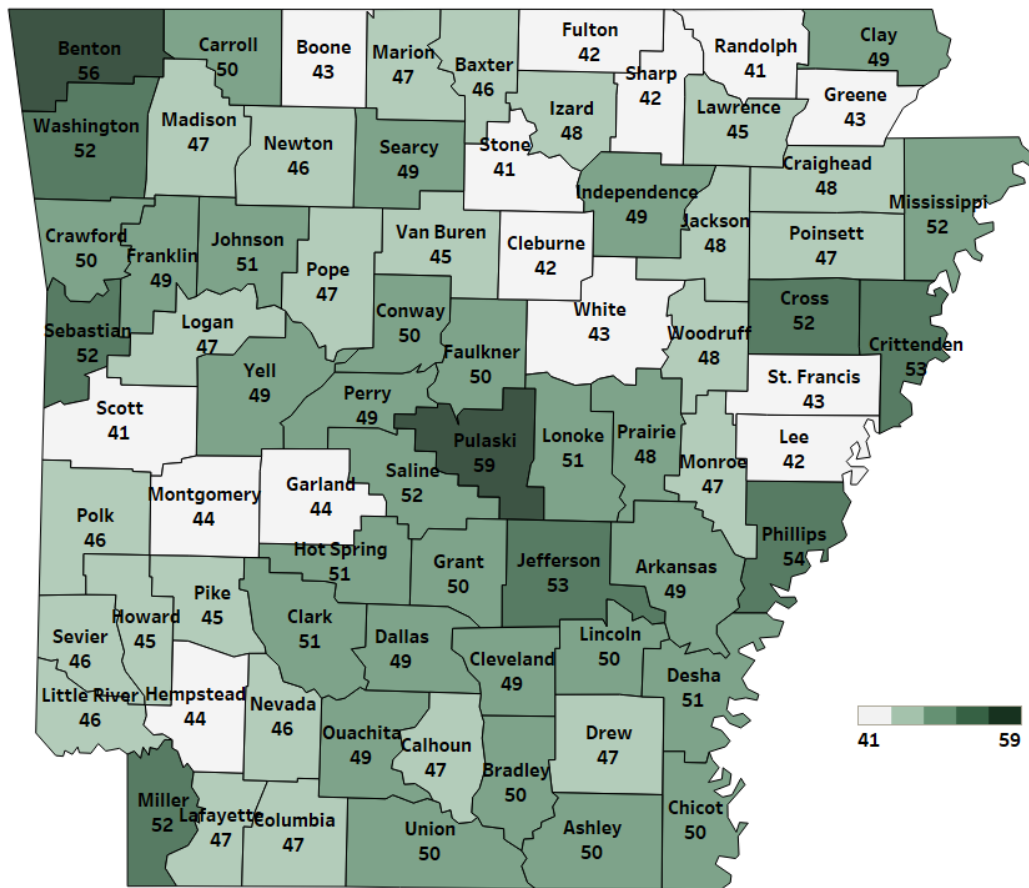 Benton
56
Carroll
50
Boone
43
Marion
47
Baxter
46
Fulton
42
Sharp
42
Randolph
41
Clay
49
Greene
43
Washington
52
Madison
47
Newton
46
Searcy
49
Stone
41
Izard
48
Lawrence
45
Craighead
48
Mississippi
52
Independence
49
Jackson
48
Poinsett
47
Crawford
50
Franklin
49
Johnson
51
Pope
47
Van Buren
45
Cleburne
42
White
43
Woodruff
48
Cross
52
Crittenden
53
Sebastian
52
Logan
47
Conway
50
Faulkner
50
Yell
49
Perry
49
St. Francis
43
Scott
41
Pulaski
59
Lonoke
51
Prairie
48
Monroe
47
Lee
42
Saline
52
Garland
44
Montgomery
44
Polk
46
Hot Spring
51
Grant
50
Jefferson
53
Arkansas
49
Phillips
54
Howard
45
Pike
45
Clark
51
Dallas
49
Cleveland
49
Lincoln
50
Desha
51
Sevier
46
Little River
46
Hempstead
44
Nevada
46
Ouachita
49
Calhoun
47
Bradley
50
Drew
47
Chicot
50
Miller
52
Lafayette
47
Columbia
47
Union
50
Ashley
50
41 59